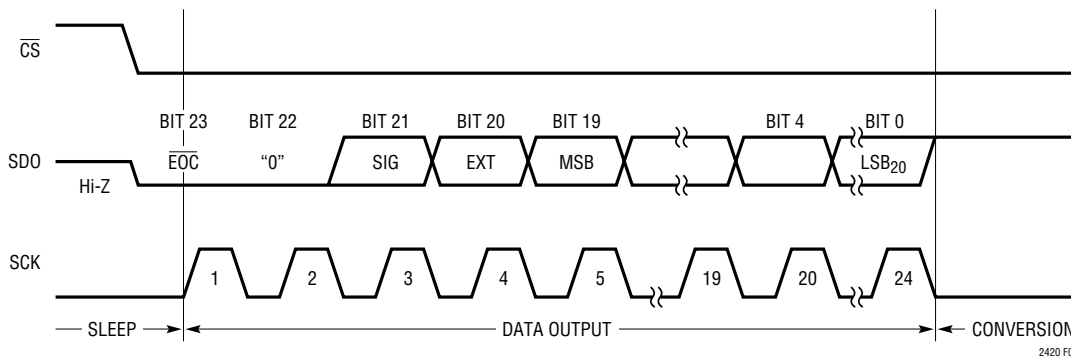 CS
BIT 23 BIT 22 BIT 21 BIT 20 BIT 19 BIT 4 BIT 0
SDO EOC “0” SIG EXT MSB LSB20
Hi-Z
SCK
1 2 3 4 5 19 20 24
SLEEP DATA OUTPUT CONVERSION
2420 F0